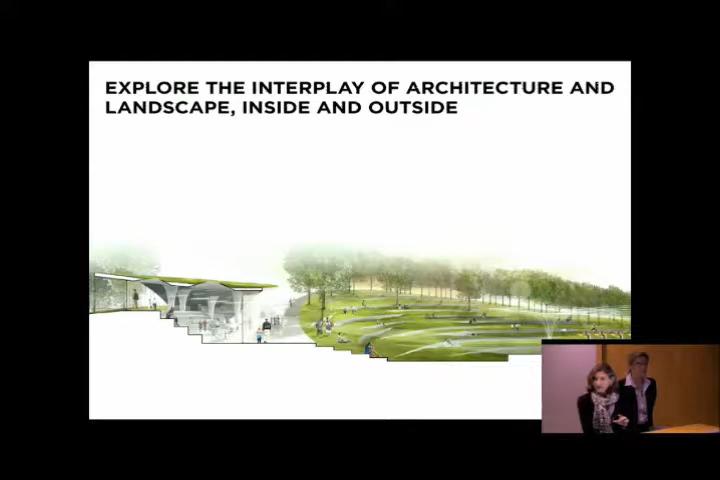 EXPLORE THE INTERPLAY OF ARCHITECTURE AND
LANDSCAPE, INSIDE AND OUTSIDE